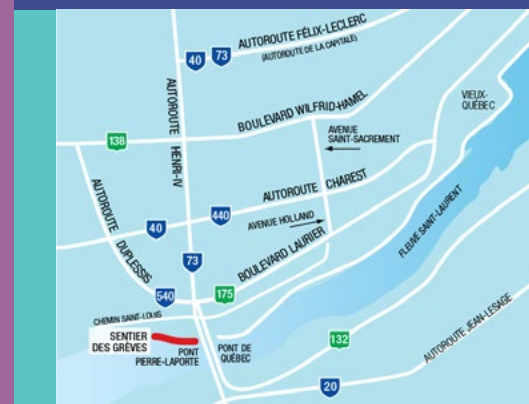 AUTOROUTE FÉLIX-LECLERC
(AUTOROUTE DE LA CAPITALE)
40
73
AUTOROUTE HENRI-IV
BOULEVARD WILFRID-HAMEL
VIEUX-
QUÉBEC
138
AVENUE
SAINT-SACREMENT
AUTOROUTE DUPLESSIS
AUTOROUTE CHAREST
40
440
AVENUE HOLLAND
FLEUVE SAINT-LAURENT
73
BOULEVARD LAURIER
540
175
CHEMIN SAINT-LOUIS
SENTIER
DES GRÈVES
PONT
PIERRE-LAPORTE
PONT DE
QUÉBEC
132
AUTOROUTE JEAN-LESAGE
20